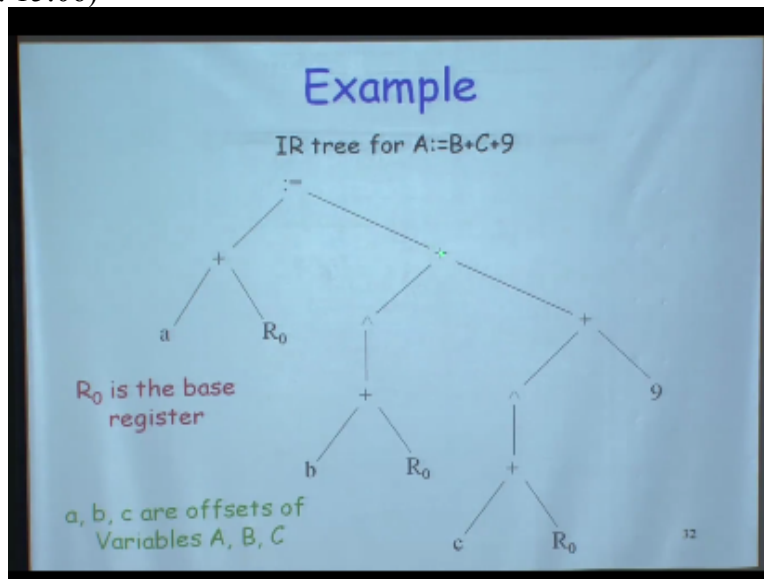 Example
IR tree for A:=B+C+9
:=
+ +
a R₀ ^ +
R₀ is the base
register
+ ^ 9
b R₀ +
a, b, c are offsets of
Variables A, B, C
c R₀
32